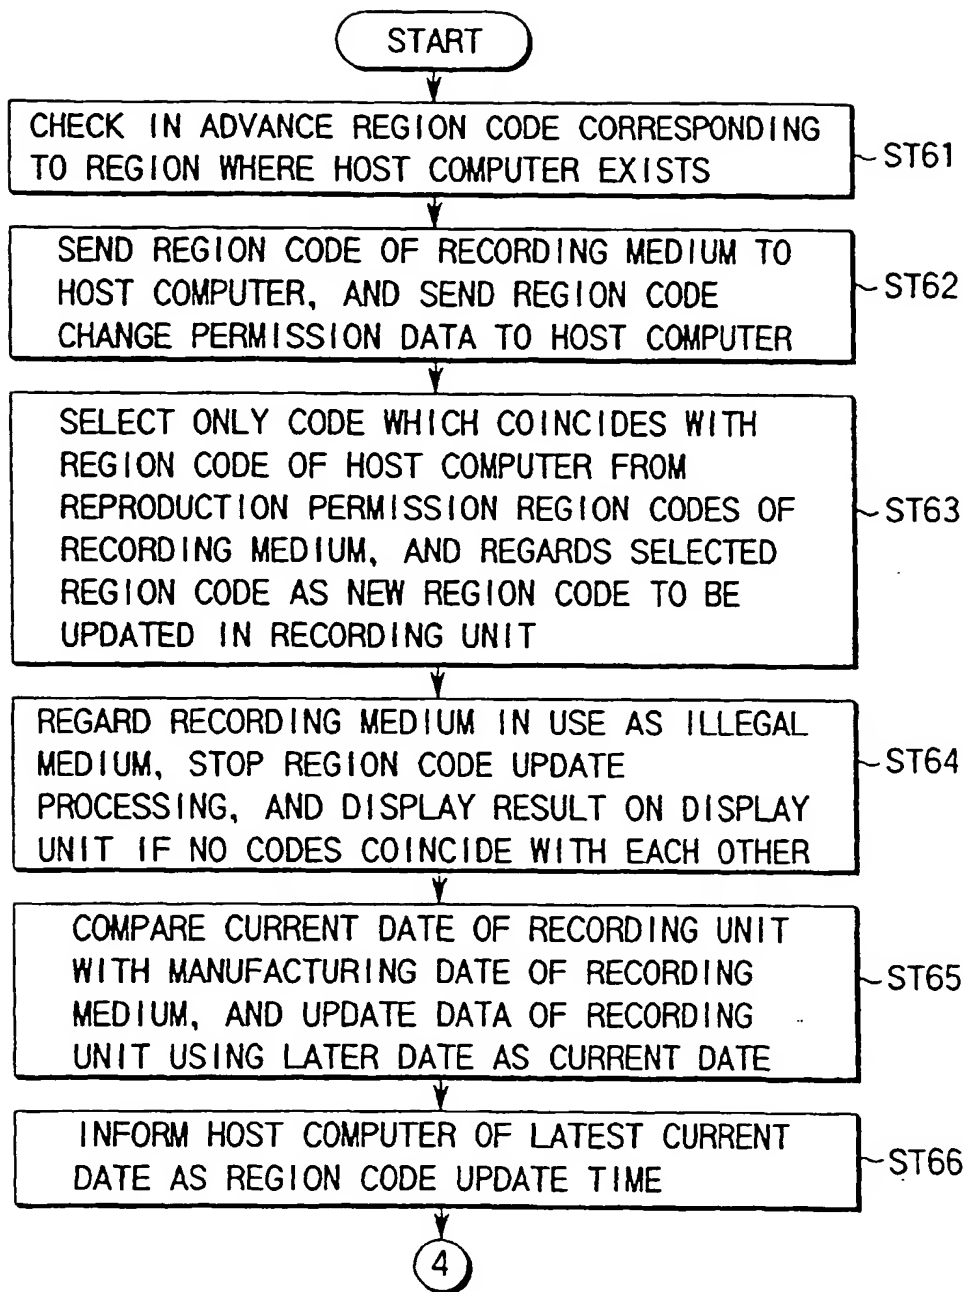 START
CHECK IN ADVANCE REGION CODE CORRESPONDING
TO REGION WHERE HOST COMPUTER EXISTS
ST61
SEND REGION CODE OF RECORDING MEDIUM TO
HOST COMPUTER, AND SEND REGION CODE
CHANGE PERMISSION DATA TO HOST COMPUTER
ST62
SELECT ONLY CODE WHICH COINCIDES WITH
REGION CODE OF HOST COMPUTER FROM
REPRODUCTION PERMISSION REGION CODES OF
RECORDING MEDIUM, AND REGARDS SELECTED
REGION CODE AS NEW REGION CODE TO BE
UPDATED IN RECORDING UNIT
ST63
REGARD RECORDING MEDIUM IN USE AS ILLEGAL
MEDIUM, STOP REGION CODE UPDATE
PROCESSING, AND DISPLAY RESULT ON DISPLAY
UNIT IF NO CODES COINCIDE WITH EACH OTHER
ST64
COMPARE CURRENT DATE OF RECORDING UNIT
WITH MANUFACTURING DATE OF RECORDING
MEDIUM, AND UPDATE DATA OF RECORDING
UNIT USING LATER DATE AS CURRENT DATE
ST65
INFORM HOST COMPUTER OF LATEST CURRENT
DATE AS REGION CODE UPDATE TIME
ST66
4